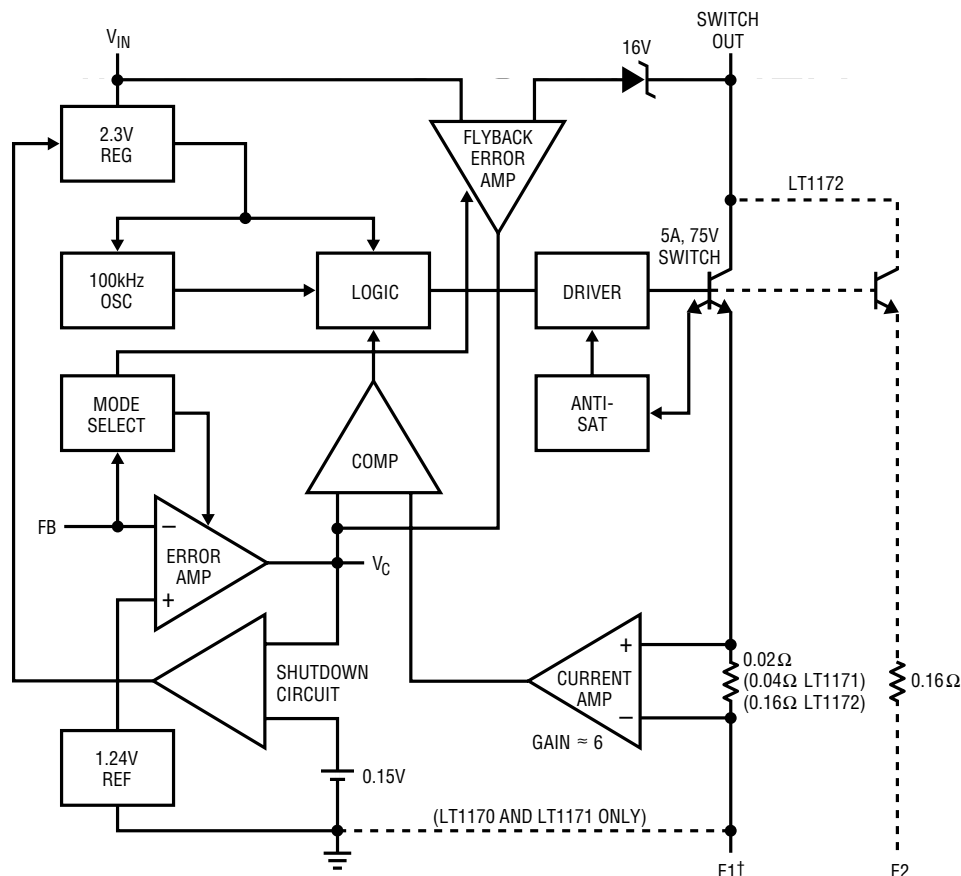 V_IN
SWITCH
OUT
16V
2.3V
REG
FLYBACK
ERROR
AMP
LT1172
5A, 75V
SWITCH
100kHz
OSC
LOGIC
DRIVER
MODE
SELECT
ANTI-
SAT
COMP
FB
–
ERROR
AMP
+
V_C
SHUTDOWN
CIRCUIT
+
CURRENT
AMP
–
GAIN ≈ 6
0.02Ω
(0.04Ω LT1171)
(0.16Ω LT1172)
0.16Ω
1.24V
REF
0.15V
(LT1170 AND LT1171 ONLY)
E1†
E2